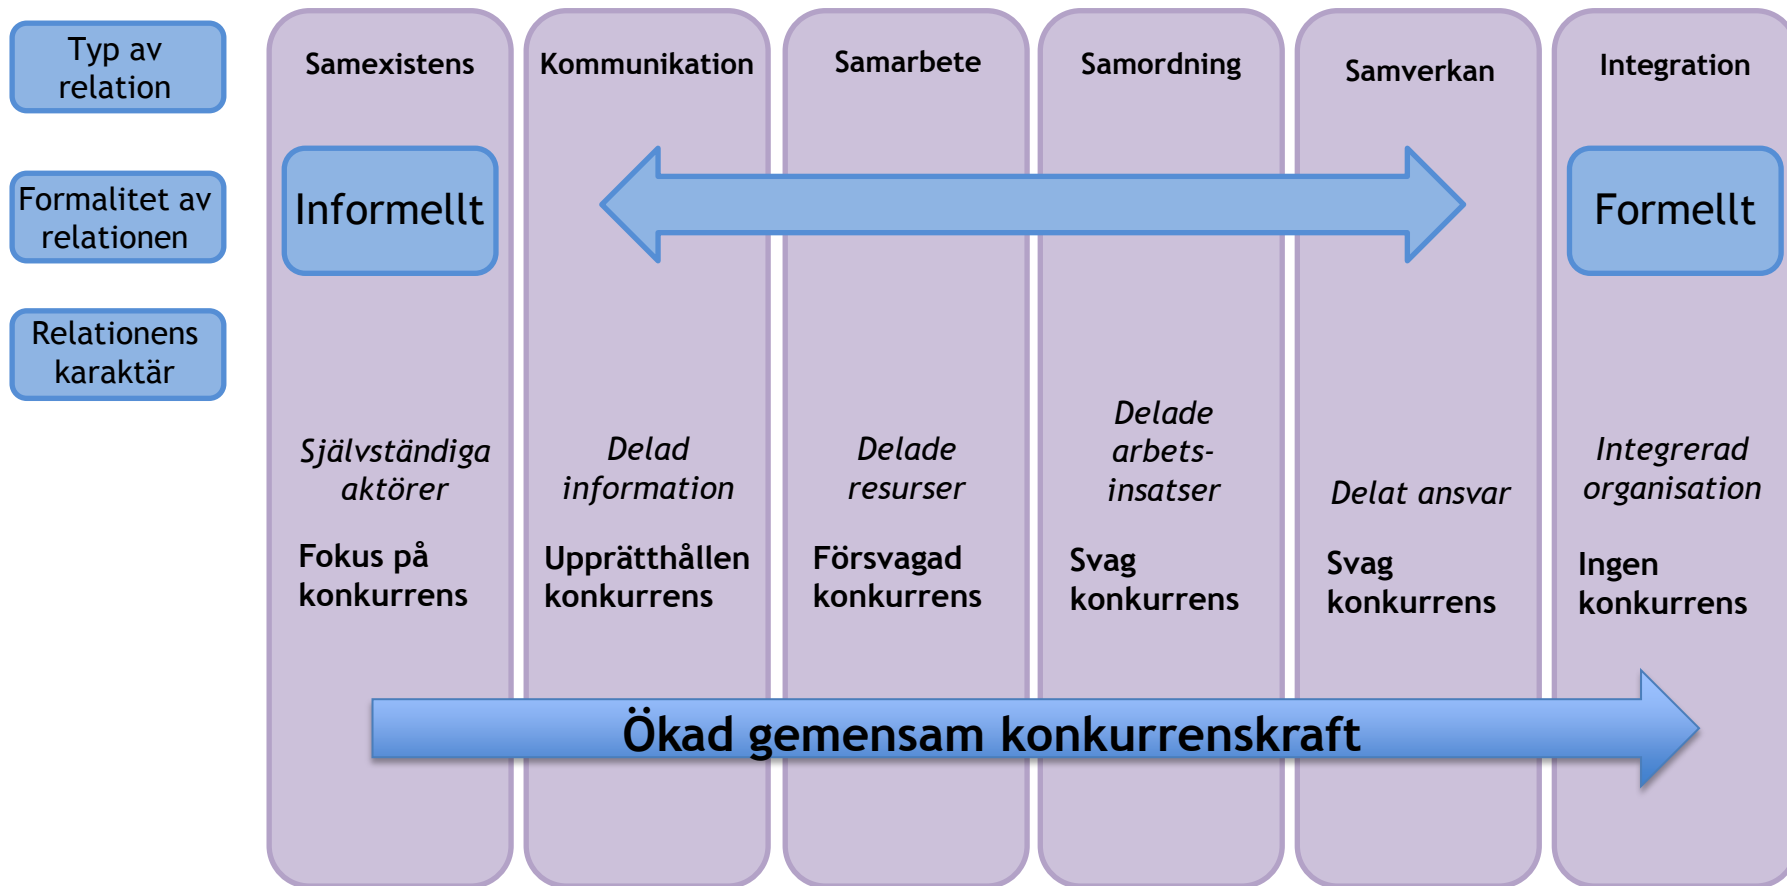 Typ av
relation
Formalitet av
relationen
Relationens
karaktär
Samexistens
Kommunikation
Samarbete
Samordning
Samverkan
Integration
Informellt
Formellt
Självständiga
aktörer
Delad
information
Delade
resurser
Delade
arbets-
insatser
Delat ansvar
Integrerad
organisation
Fokus på
konkurrens
Upprätthållen
konkurrens
Försvagad
konkurrens
Svag
konkurrens
Svag
konkurrens
Ingen
konkurrens
Ökad gemensam konkurrenskraft